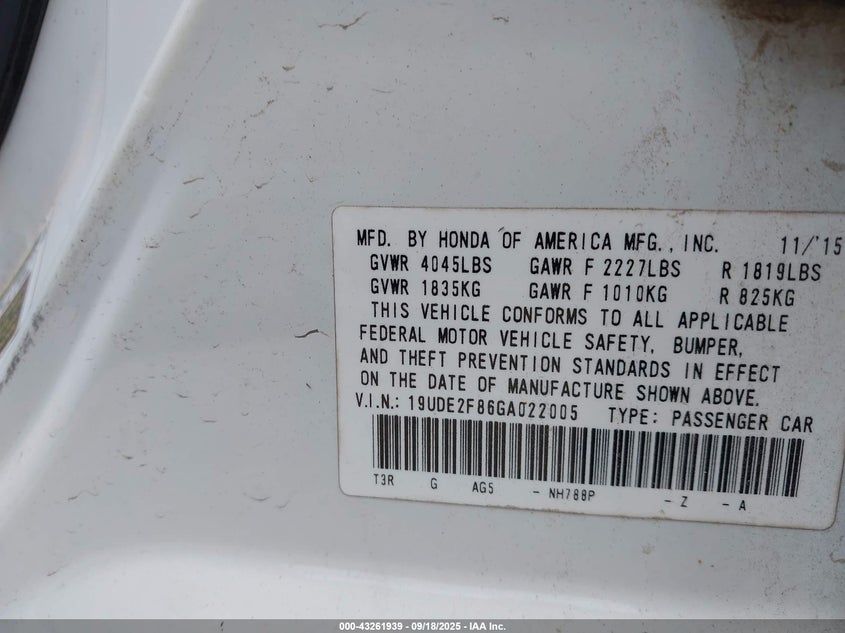 MFD. BY HONDA OF AMERICA MFG., INC. 11/'15
GVWR 4045LBS GAWR F 2227LBS R 1819LBS
GVWR 1835KG GAWR F 1010KG R 825KG
THIS VEHICLE CONFORMS TO ALL APPLICABLE
FEDERAL MOTOR VEHICLE SAFETY, BUMPER,
AND THEFT PREVENTION STANDARDS IN EFFECT
ON THE DATE OF MANUFACTURE SHOWN ABOVE.
V.I.N.: 19UDE2F86GA022005 TYPE: PASSENGER CAR
T3R G AG5 - NH788P - Z - A
000-43261939 - 09/18/2025 - IAA Inc.